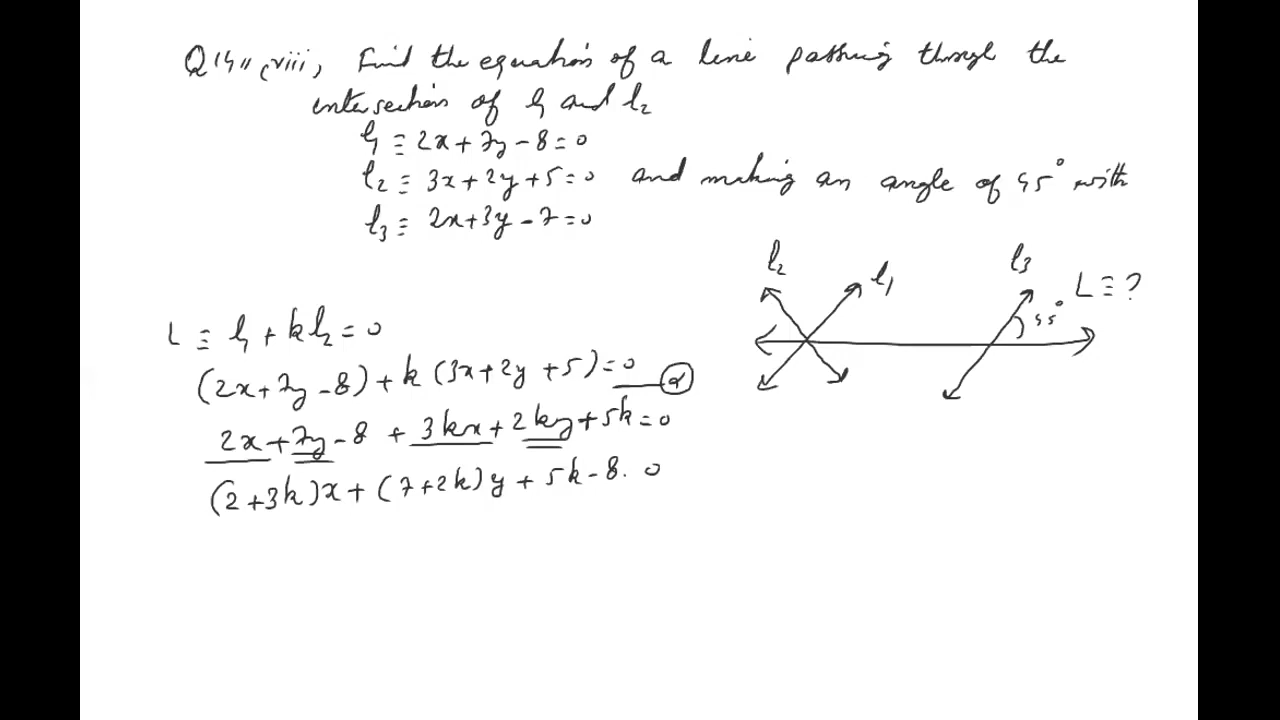 Q14 (viii) Find the equation of a line passing through the
intersection of l₁ and l₂
l₁ ≡ 2x + 7y - 8 = 0
l₂ ≡ 3x + 2y + 5 = 0 and making an angle of 45° with
l₃ ≡ 2x + 3y - 7 = 0
l₂ l₁ l₃ L ≡ ?
45°
L ≡ l₁ + kl₂ = 0
(2x + 7y - 8) + k (3x + 2y + 5) = 0 — α
2x + 7y - 8 + 3kx + 2ky + 5k = 0
(2 + 3k)x + (7 + 2k)y + 5k - 8 . 0